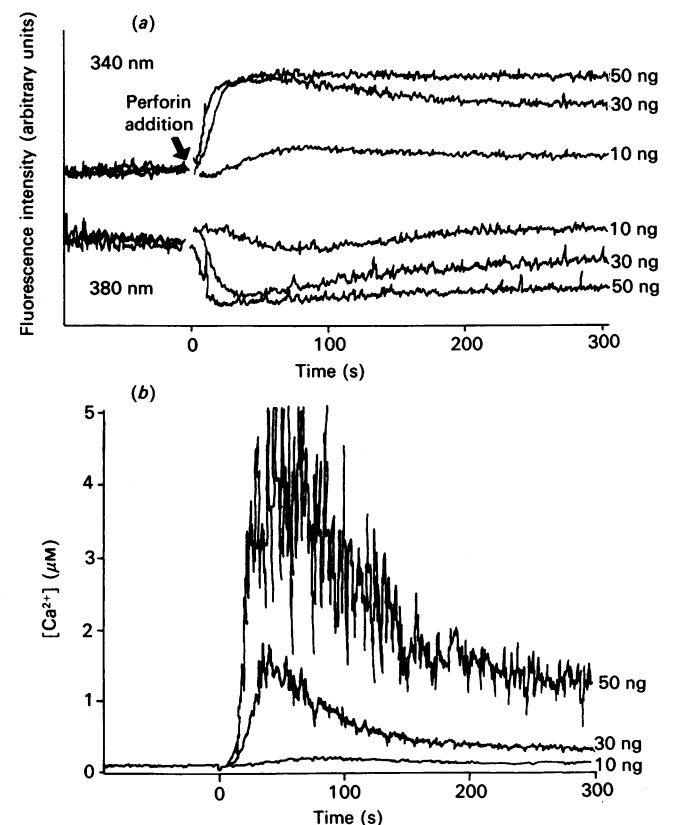 (a)
Fluorescence intensity (arbitrary units)
340 nm
Perforin
addition
50 ng
30 ng
10 ng
10 ng
30 ng
50 ng
380 nm
0 100 200 300
Time (s)
(b)
[Ca²⁺] (μM)
5
4
3
2
1
0
50 ng
30 ng
10 ng
0 100 200 300
Time (s)